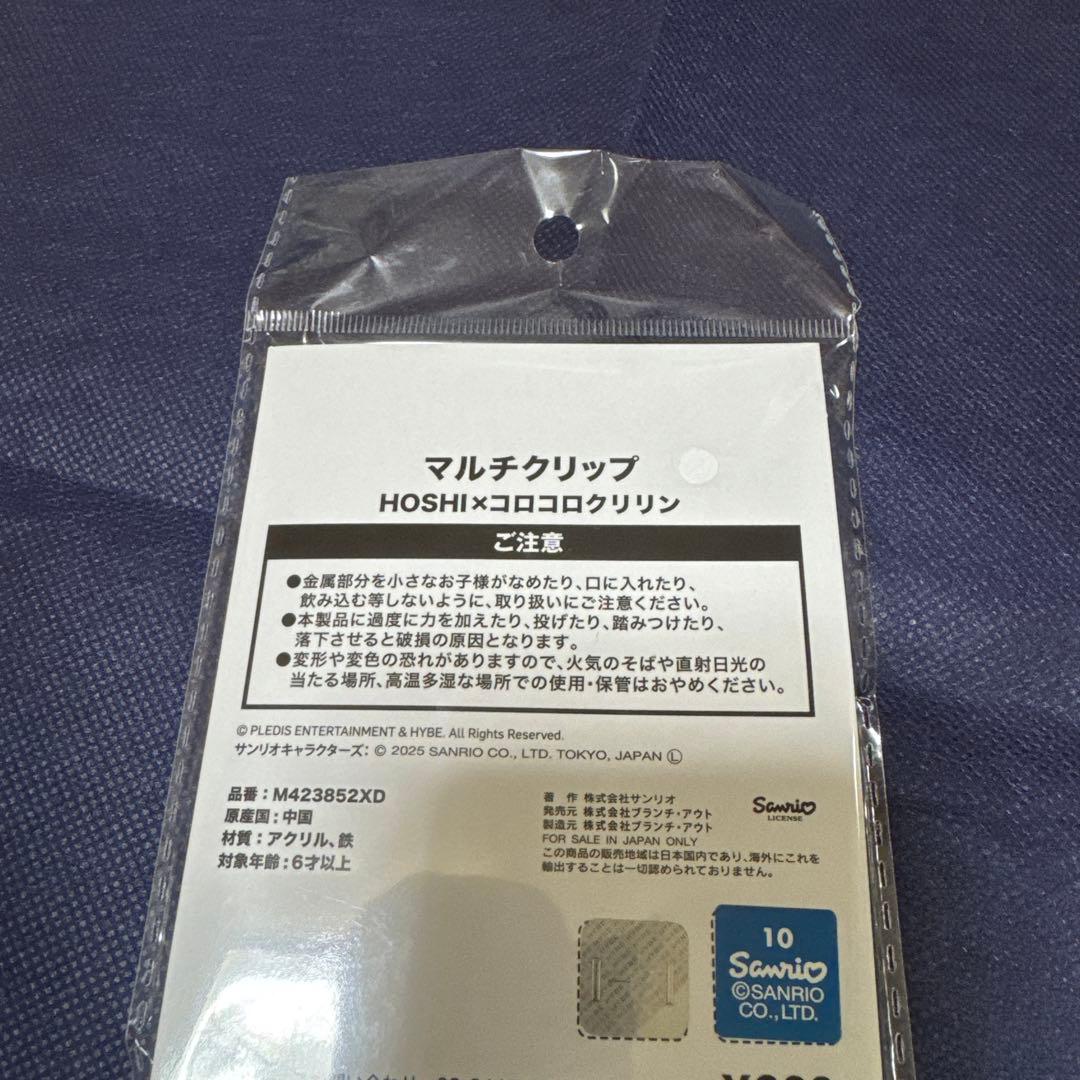 マルチクリップ
HOSHI×コロコロクリリン
ご注意
●金属部分を小さなお子様がなめたり、口に入れたり、
飲み込む等しないように、取り扱いにご注意ください。
●本製品に過度に力を加えたり、投げたり、踏みつけたり、
落下させると破損の原因となります。
●変形や変色の恐れがありますので、火気のそばや直射日光の
当たる場所、高温多湿な場所での使用・保管はおやめください。
© PLEDIS ENTERTAINMENT & HYBE. All Rights Reserved.
サンリオキャラクターズ：© 2025 SANRIO CO., LTD. TOKYO, JAPAN Ⓛ
品番：M423852XD
原産国：中国
材質：アクリル、鉄
対象年齢：6才以上
著 作 株式会社サンリオ
発売元 株式会社ブランチ・アウト
製造元 株式会社ブランチ・アウト
FOR SALE IN JAPAN ONLY
この商品の販売地域は日本国内であり、海外にこれを
輸出することは一切認められておりません。
Sanrio
LICENSE
10
Sanrio
©SANRIO
CO.,LTD.